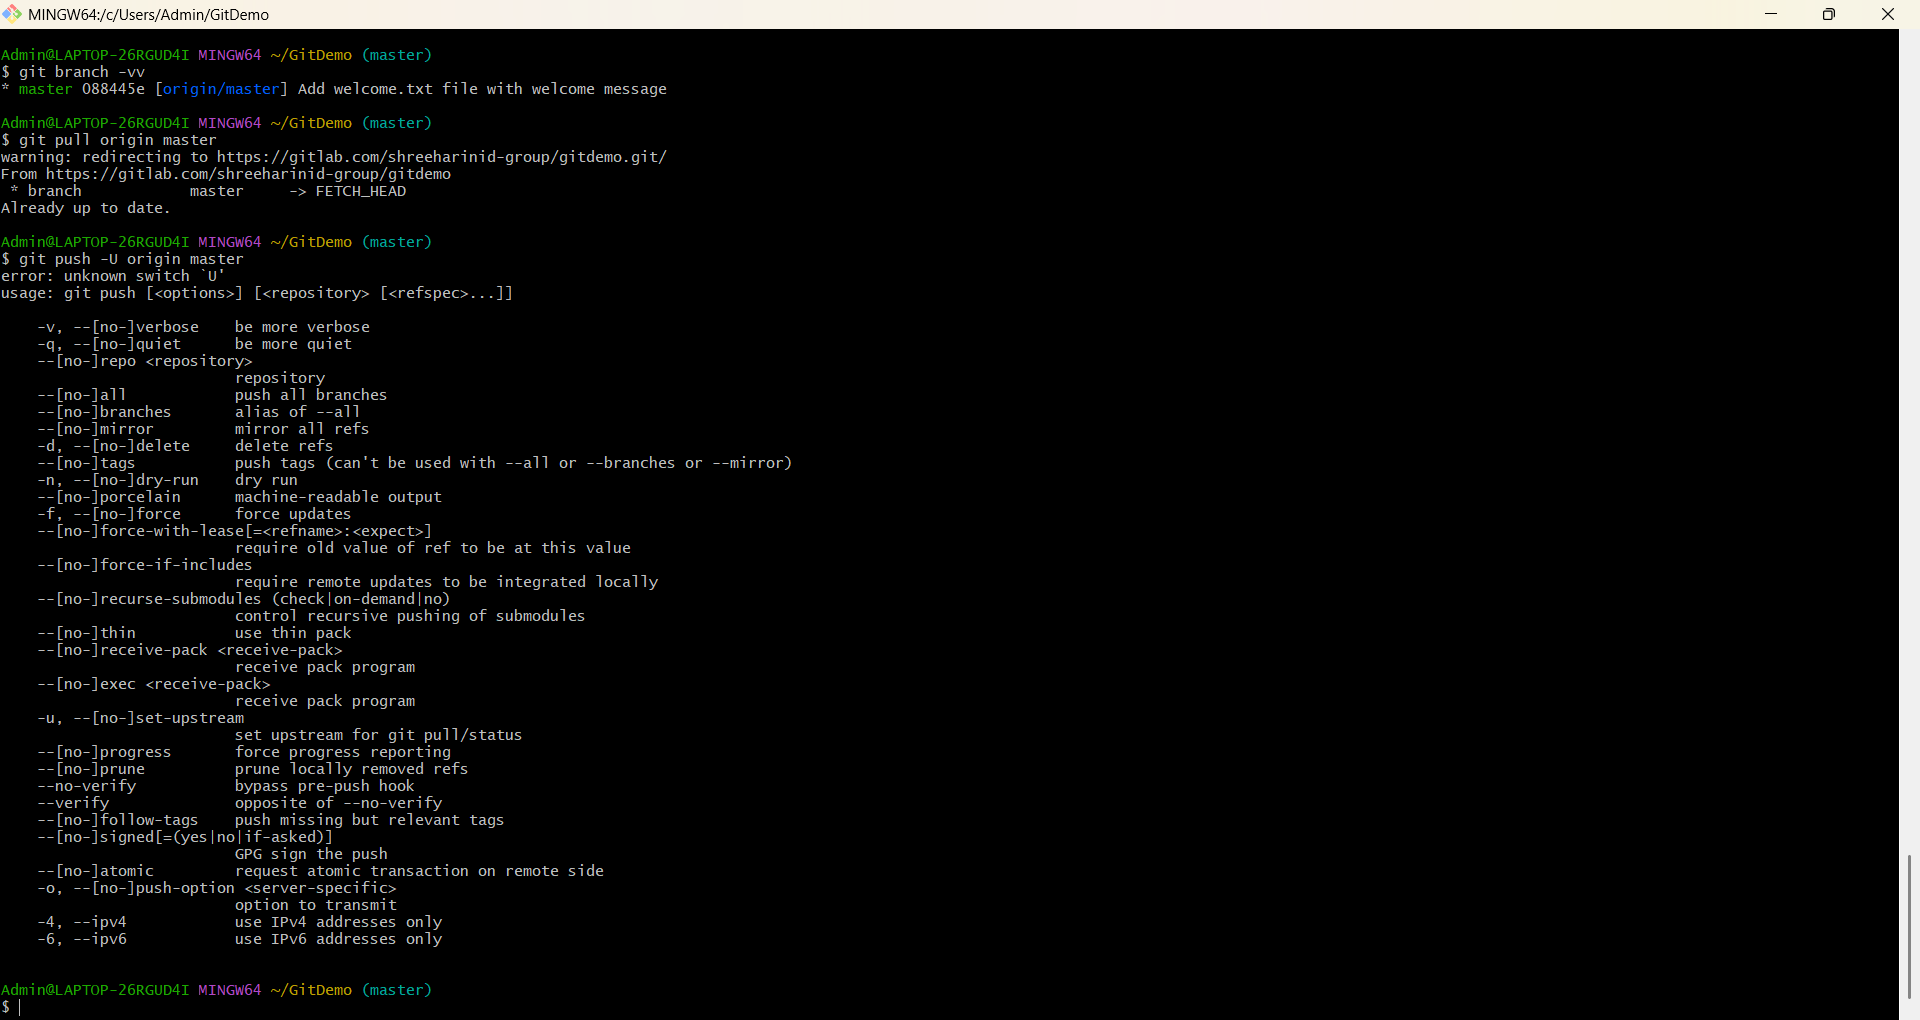 MINGW64:/c/Users/Admin/GitDemo
Admin@LAPTOP-26RGUD4I MINGW64 ~/GitDemo (master)
$ git branch -vv
* master 088445e [origin/master] Add welcome.txt file with welcome message
Admin@LAPTOP-26RGUD4I MINGW64 ~/GitDemo (master)
$ git pull origin master
warning: redirecting to https://gitlab.com/shreeharinid-group/gitdemo.git/
From https://gitlab.com/shreeharinid-group/gitdemo
 * branch            master     -> FETCH_HEAD
Already up to date.
Admin@LAPTOP-26RGUD4I MINGW64 ~/GitDemo (master)
$ git push -U origin master
error: unknown switch `U'
usage: git push [<options>] [<repository> [<refspec>...]]
    -v, --[no-]verbose    be more verbose
    -q, --[no-]quiet      be more quiet
    --[no-]repo <repository>
                          repository
    --[no-]all            push all branches
    --[no-]branches       alias of --all
    --[no-]mirror         mirror all refs
    -d, --[no-]delete     delete refs
    --[no-]tags           push tags (can't be used with --all or --branches or --mirror)
    -n, --[no-]dry-run    dry run
    --[no-]porcelain      machine-readable output
    -f, --[no-]force      force updates
    --[no-]force-with-lease[=<refname>:<expect>]
                          require old value of ref to be at this value
    --[no-]force-if-includes
                          require remote updates to be integrated locally
    --[no-]recurse-submodules (check|on-demand|no)
                          control recursive pushing of submodules
    --[no-]thin           use thin pack
    --[no-]receive-pack <receive-pack>
                          receive pack program
    --[no-]exec <receive-pack>
                          receive pack program
    -u, --[no-]set-upstream
                          set upstream for git pull/status
    --[no-]progress       force progress reporting
    --[no-]prune          prune locally removed refs
    --no-verify           bypass pre-push hook
    --verify              opposite of --no-verify
    --[no-]follow-tags    push missing but relevant tags
    --[no-]signed[=(yes|no|if-asked)]
                          GPG sign the push
    --[no-]atomic         request atomic transaction on remote side
    -o, --[no-]push-option <server-specific>
                          option to transmit
    -4, --ipv4            use IPv4 addresses only
    -6, --ipv6            use IPv6 addresses only
Admin@LAPTOP-26RGUD4I MINGW64 ~/GitDemo (master)
$